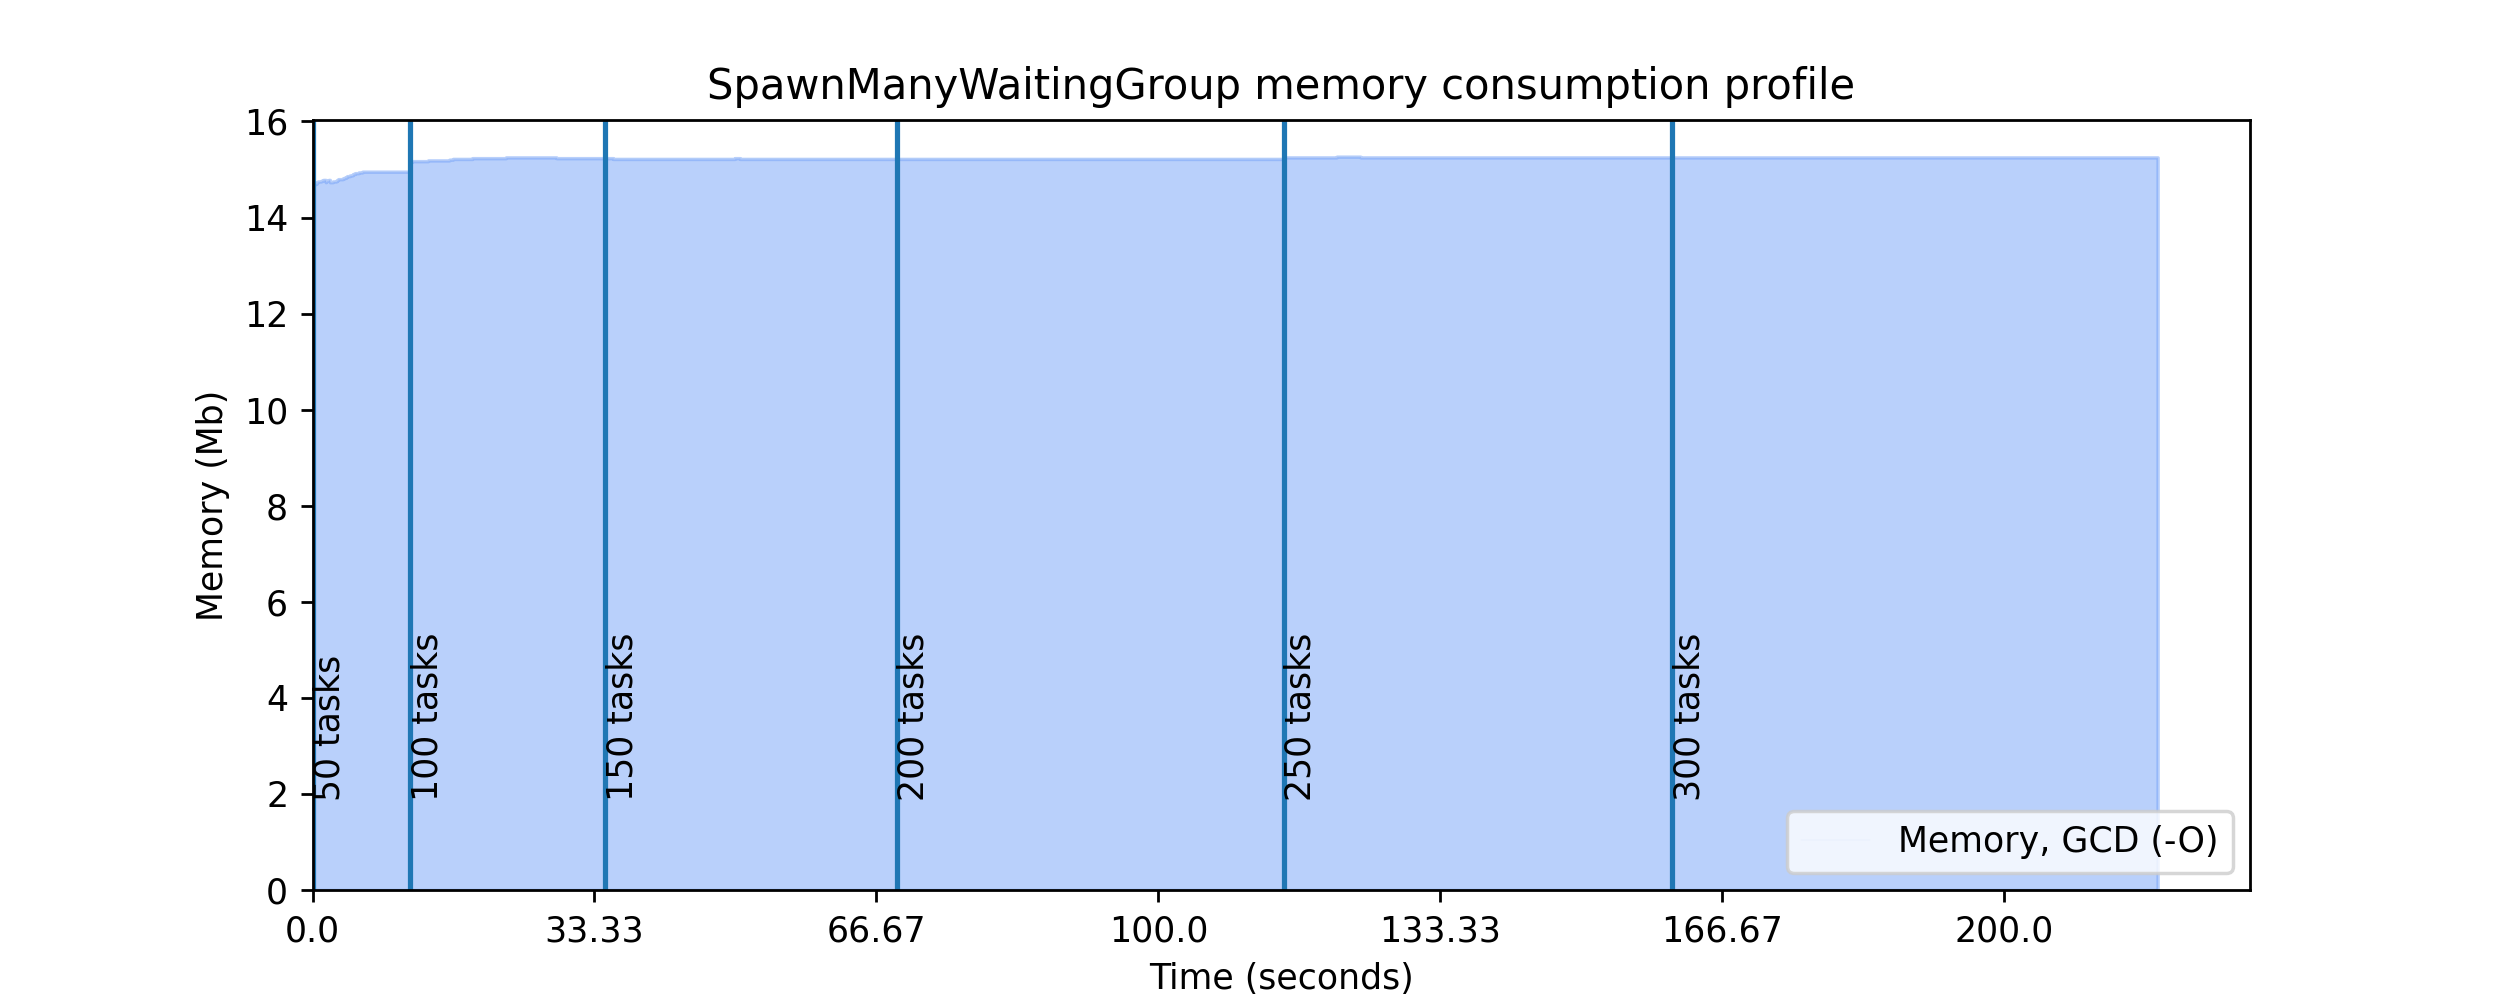 SpawnManyWaitingGroup memory consumption profile
16
14
12
10
8
6
4
2
0
Memory (Mb)
50 tasks
100 tasks
150 tasks
200 tasks
250 tasks
300 tasks
Memory, GCD (-O)
0.0
33.33
66.67
100.0
133.33
166.67
200.0
Time (seconds)